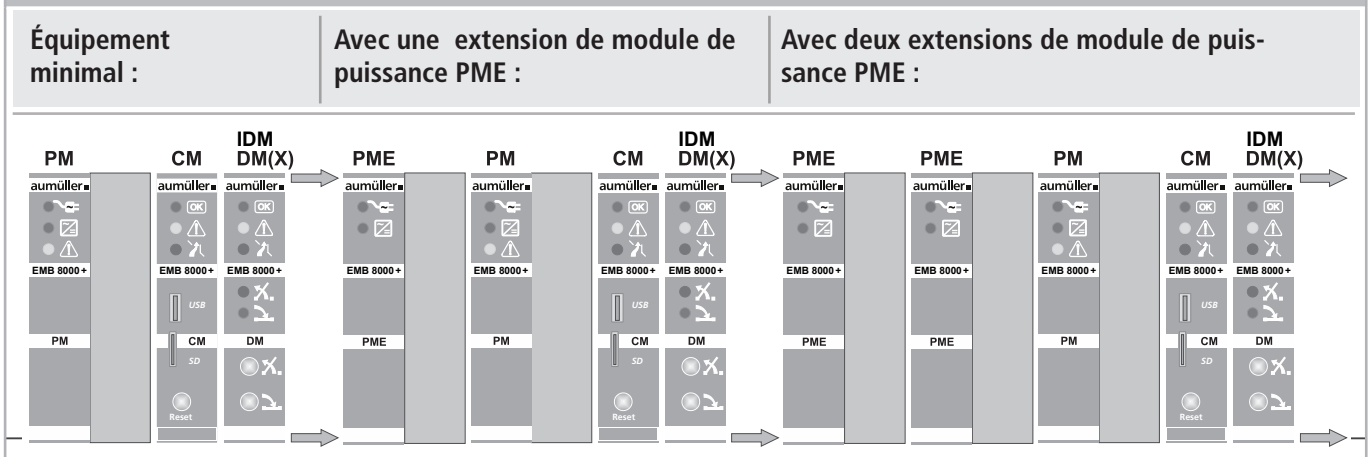 Équipement
minimal :
Avec une extension de module de
puissance PME :
Avec deux extensions de module de puis-
sance PME :
IDM IDM IDM
PM CM DM(X) PME PM CM DM(X) PME PME PM CM DM(X)
aumüller aumüller aumüller aumüller aumüller aumüller aumüller aumüller aumüller aumüller aumüller aumüller
OK OK OK OK OK OK
EMB 8000+ EMB 8000+ EMB 8000+ EMB 8000+ EMB 8000+ EMB 8000+ EMB 8000+ EMB 8000+ EMB 8000+ EMB 8000+ EMB 8000+ EMB 8000+
USB USB USB
PM CM DM PME PM CM DM PME PME PM CM DM
SD SD SD
Reset Reset Reset